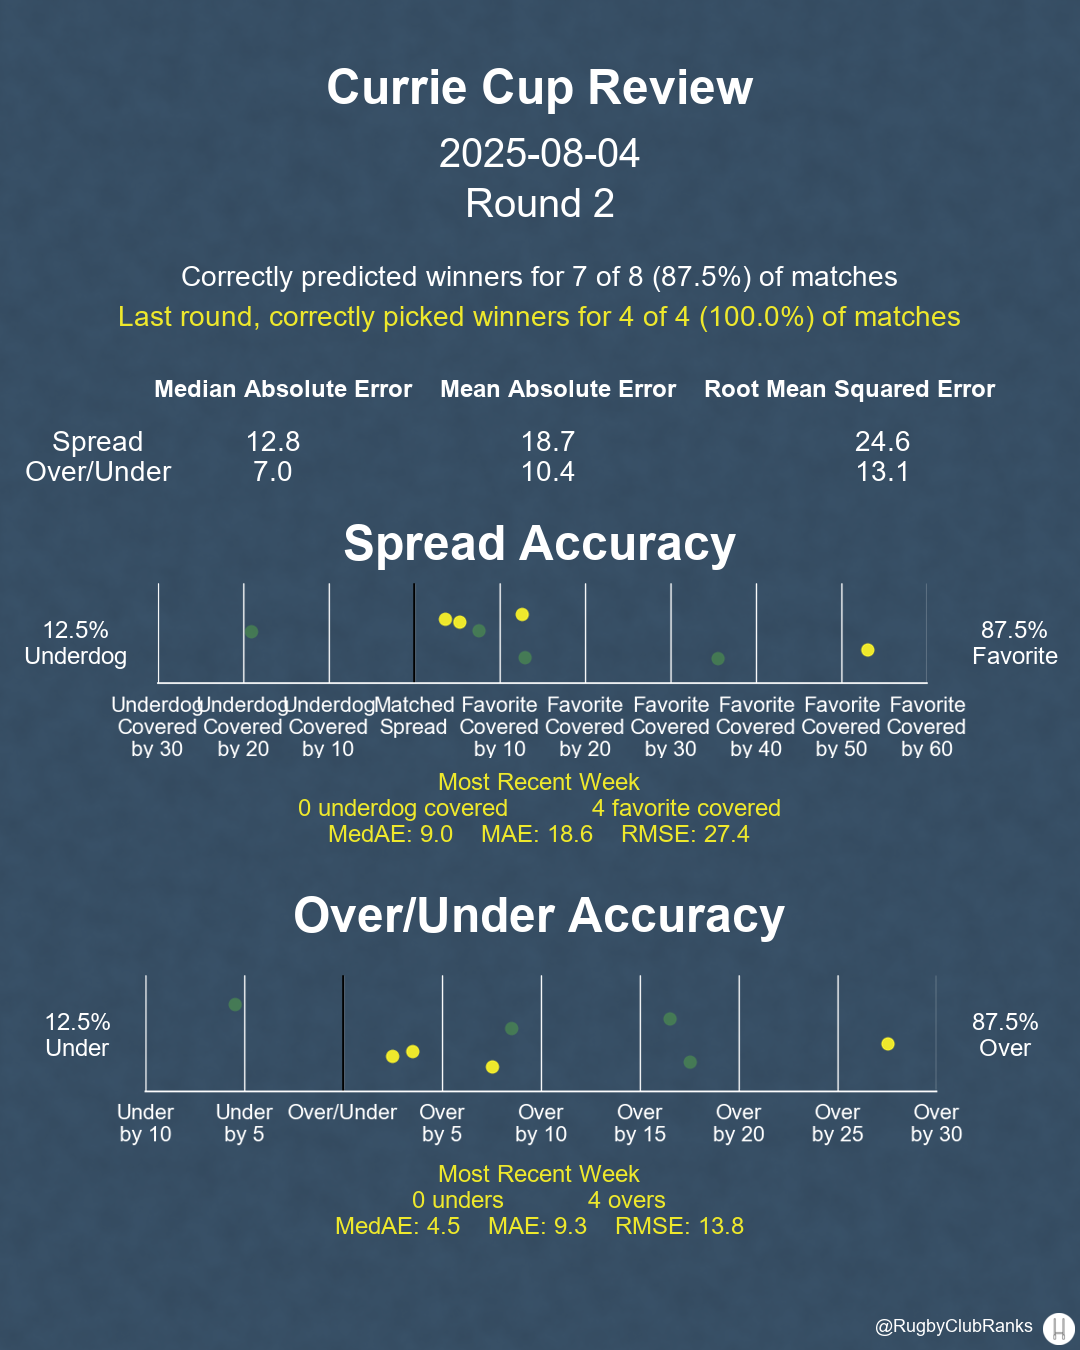 Currie Cup Review
2025-08-04
Round 2
Correctly predicted winners for 7 of 8 (87.5%) of matches
Last round, correctly picked winners for 4 of 4 (100.0%) of matches
Median Absolute Error Mean Absolute Error Root Mean Squared Error
Spread 12.8 18.7 24.6
Over/Under 7.0 10.4 13.1
Spread Accuracy
12.5%
Underdog
87.5%
Favorite
Underdog Underdog Underdog Matched Favorite Favorite Favorite Favorite Favorite Favorite
Covered Covered Covered Spread Covered Covered Covered Covered Covered Covered
by 30 by 20 by 10 by 10 by 20 by 30 by 40 by 50 by 60
Most Recent Week
0 underdog covered 4 favorite covered
MedAE: 9.0 MAE: 18.6 RMSE: 27.4
Over/Under Accuracy
12.5%
Under
87.5%
Over
Under Under Over/Under Over Over Over Over Over Over
by 10 by 5 by 5 by 10 by 15 by 20 by 25 by 30
Most Recent Week
0 unders 4 overs
MedAE: 4.5 MAE: 9.3 RMSE: 13.8
@RugbyClubRanks